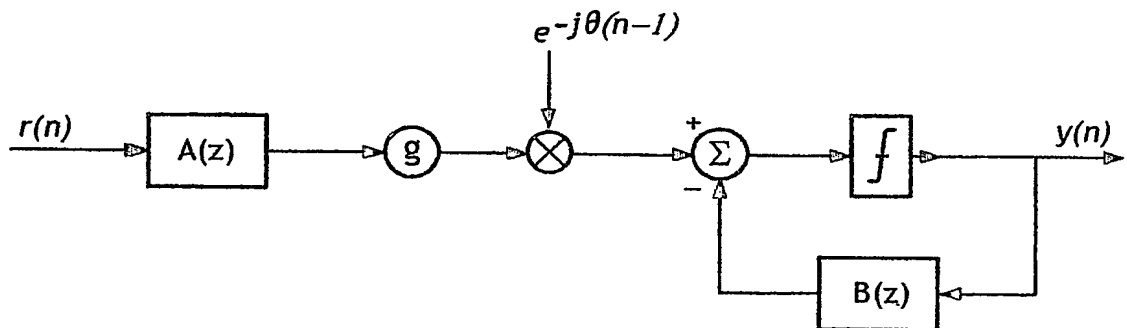 e^{-jθ(n-1)}
r(n)
A(z)
g
+
Σ
−
y(n)
B(z)